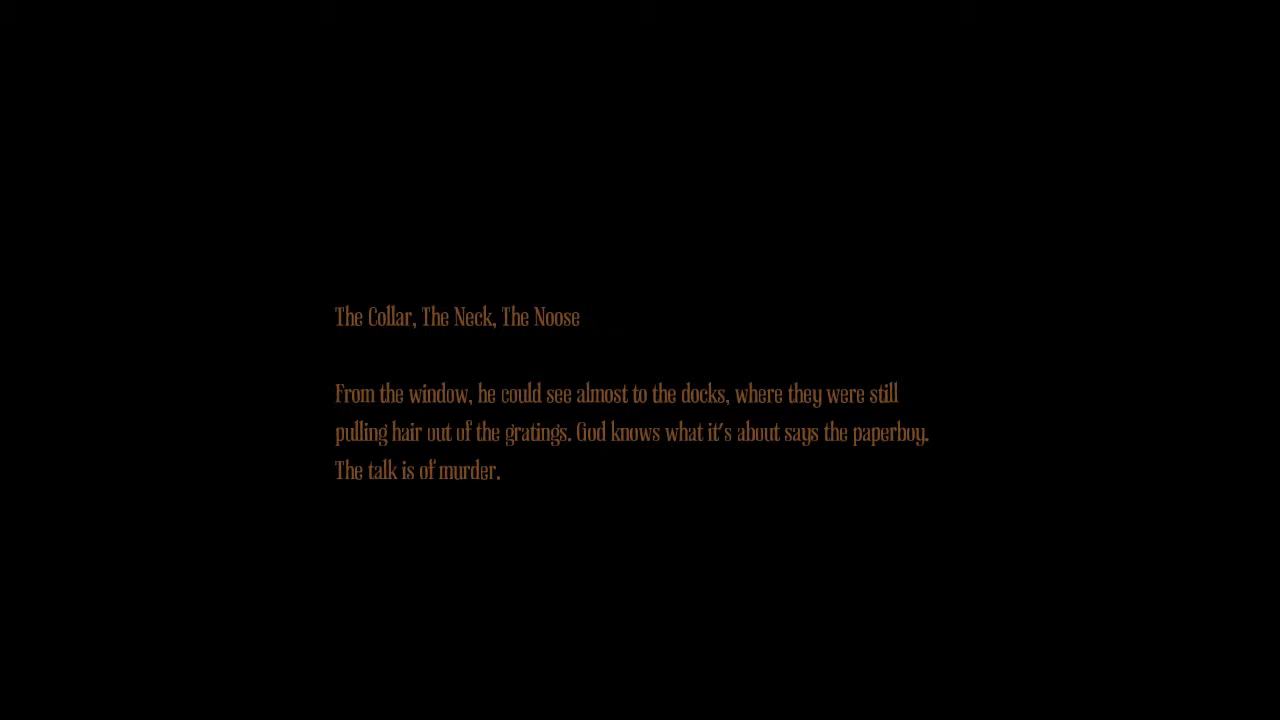 The Collar, The Neck, The Noose
From the window, he could see almost to the docks, where they were still
pulling hair out of the gratings. God knows what it's about says the paperboy.
The talk is of murder.